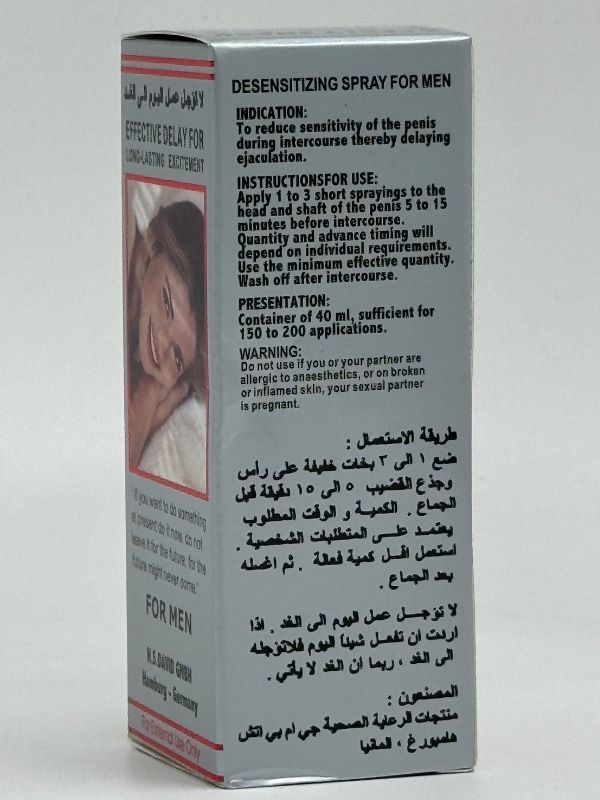 لا تؤجل عمل اليوم الى الغد
EFFECTIVE DELAY FOR
LONG-LASTING EXCITEMENT
"If you want to do something
at present do it now, do not
leave it for the future, for the
future might never come."
FOR MEN
H.S.DAVID GMBH
Hamburg - Germany
For External Use Only
DESENSITIZING SPRAY FOR MEN
INDICATION:
To reduce sensitivity of the penis
during intercourse thereby delaying
ejaculation.
INSTRUCTIONSFOR USE:
Apply 1 to 3 short sprayings to the
head and shaft of the penis 5 to 15
minutes before intercourse.
Quantity and advance timing will
depend on individual requirements.
Use the minimum effective quantity.
Wash off after intercourse.
PRESENTATION:
Container of 40 ml, sufficient for
150 to 200 applications.
WARNING:
Do not use if you or your partner are
allergic to anaesthetics, or on broken
or inflamed skin, your sexual partner
is pregnant.
طريقة الاستعمال :
ضع ١ الى ٣ بخات خفيفة على رأس
وجذع القضيب ٥ الى ١٥ دقيقة قبل
الجماع . الكمية و الوقت المطلوب
يعتمد على المتطلبات الشخصية .
استعمل اقل كمية فعالة . ثم اغسله
بعد الجماع .
لا تؤجل عمل اليوم الى الغد . اذا
اردت ان تفعل شيئا اليوم فلاتؤجله
الى الغد ، ربما ان الغد لا يأتي .
المصنعون :
منتجات الرعاية الصحية جي ام بي اتش
هامبورغ ، المانيا